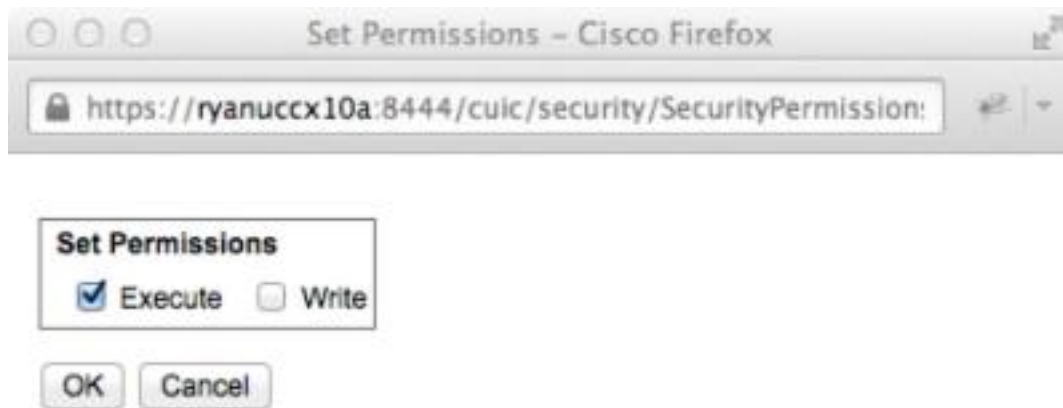 Set Permissions – Cisco Firefox
https://ryanuccx10a:8444/cuic/security/SecurityPermission:
Set Permissions
Execute Write
OK Cancel